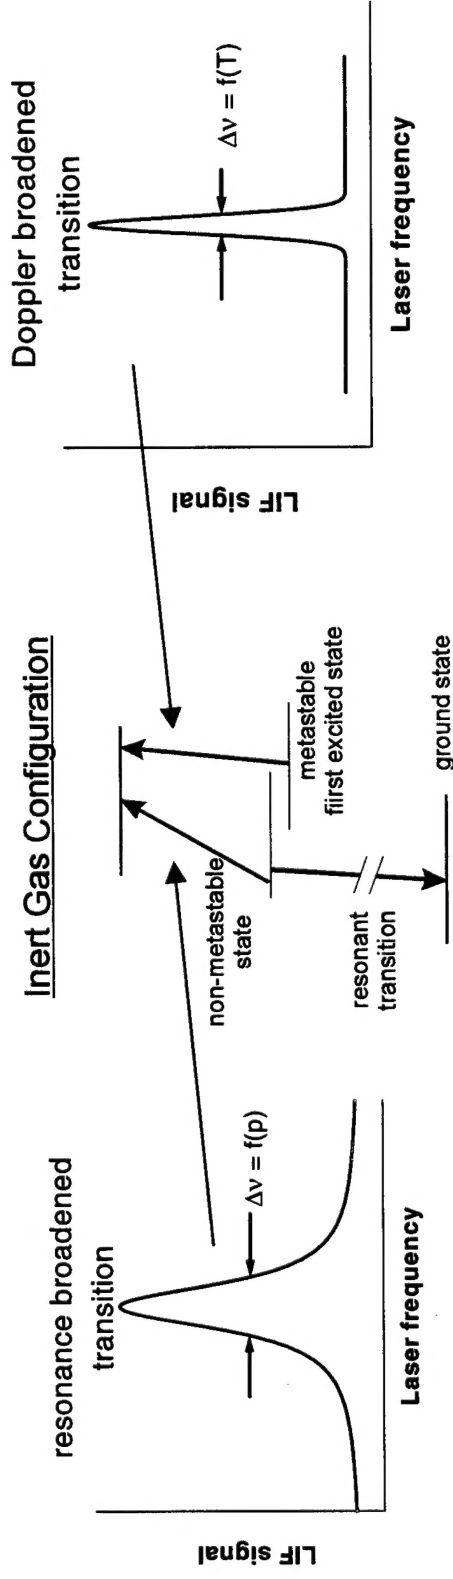 Inert Gas Configuration
resonance broadened
transition
Δν = f(p)
LIF signal
Laser frequency
non-metastable
state
metastable
fiirst excited state
resonant
transition
ground state
Doppler broadened
transition
Δν = f(T)
LIF signal
Laser frequency